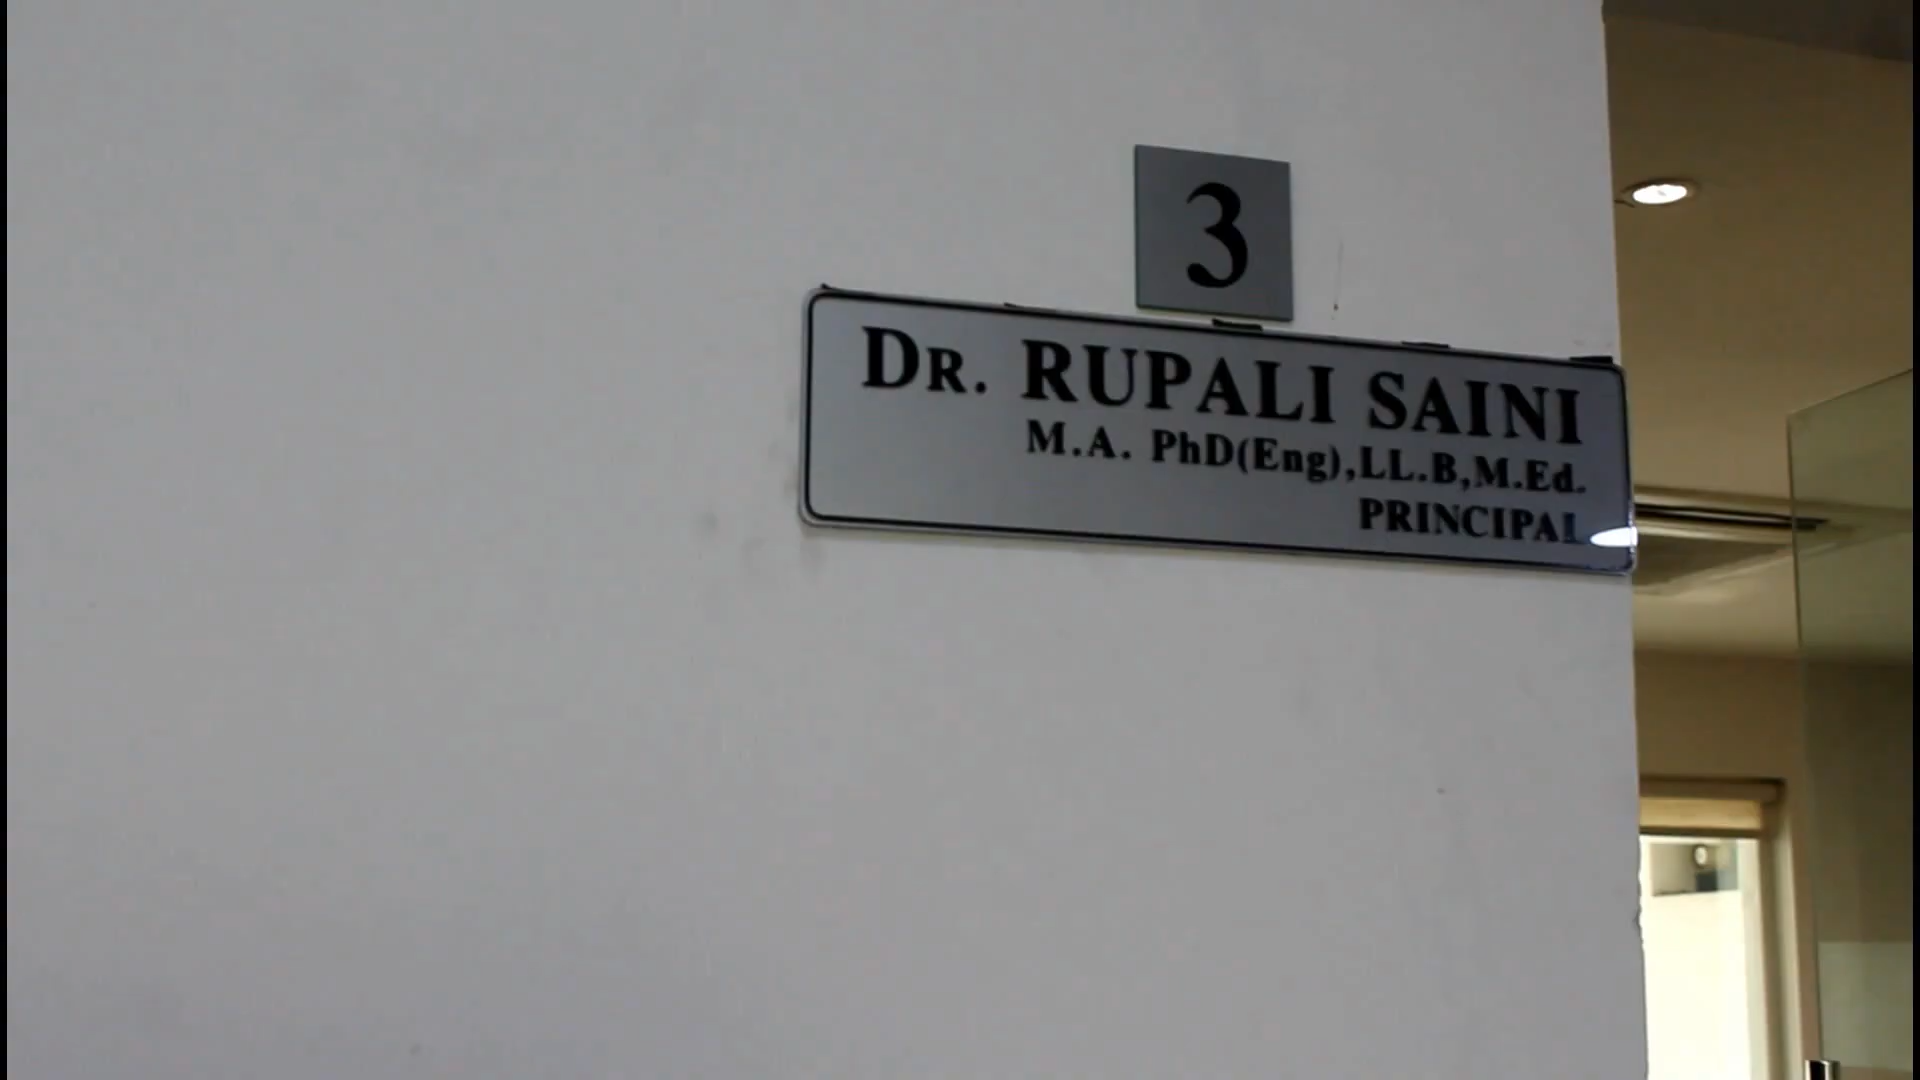 3
DR. RUPALI SAINI
M.A. PhD(Eng),LL.B,M.Ed.
PRINCIPAL